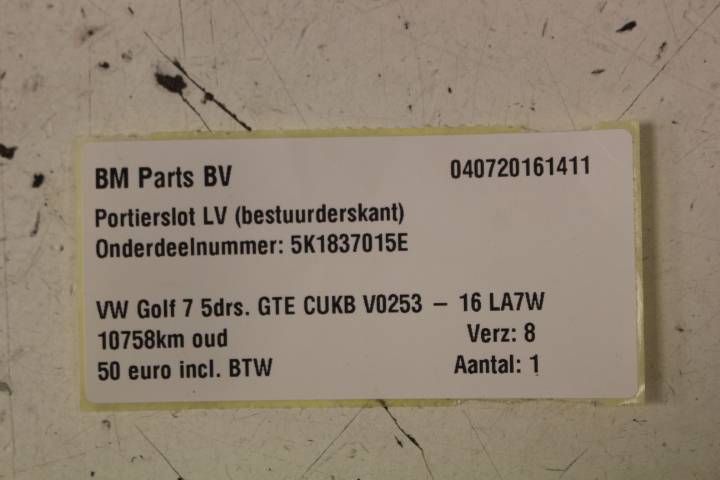 BM Parts BV 040720161411
Portierslot LV (bestuurderskant)
Onderdeelnummer: 5K1837015E
VW Golf 7 5drs. GTE CUKB V0253 – 16 LA7W
10758km oud Verz: 8
50 euro incl. BTW Aantal: 1